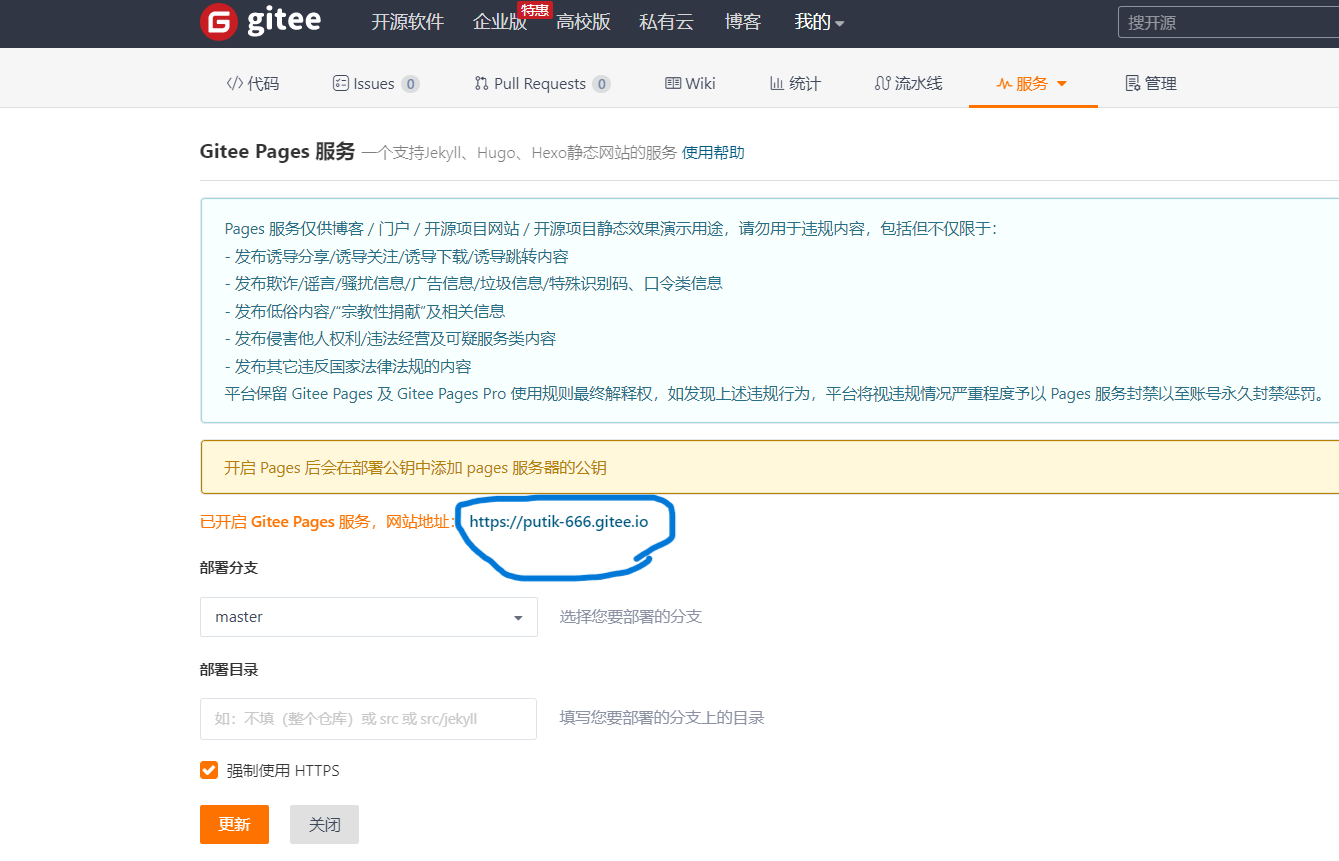 gitee 开源软件 企业版 特惠 高校版 私有云 博客 我的 搜开源
代码 Issues 0 Pull Requests 0 Wiki 统计 流水线 服务 管理
Gitee Pages 服务 一个支持Jekyll、Hugo、Hexo静态网站的服务 使用帮助
Pages 服务仅供博客 / 门户 / 开源项目网站 / 开源项目静态效果演示用途，请勿用于违规内容，包括但不仅限于：
- 发布诱导分享/诱导关注/诱导下载/诱导跳转内容
- 发布欺诈/谣言/骚扰信息/广告信息/垃圾信息/特殊识别码、口令类信息
- 发布低俗内容/“宗教性捐献”及相关信息
- 发布侵害他人权利/违法经营及可疑服务类内容
- 发布其它违反国家法律法规的内容
平台保留 Gitee Pages 及 Gitee Pages Pro 使用规则最终解释权，如发现上述违规行为，平台将视违规情况严重程度予以 Pages 服务封禁以至账号永久封禁惩罚。
开启 Pages 后会在部署公钥中添加 pages 服务器的公钥
已开启 Gitee Pages 服务，网站地址： https://putik-666.gitee.io
部署分支
master 选择您要部署的分支
部署目录
如：不填（整个仓库）或 src 或 src/jekyll 填写您要部署的分支上的目录
强制使用 HTTPS
更新 关闭